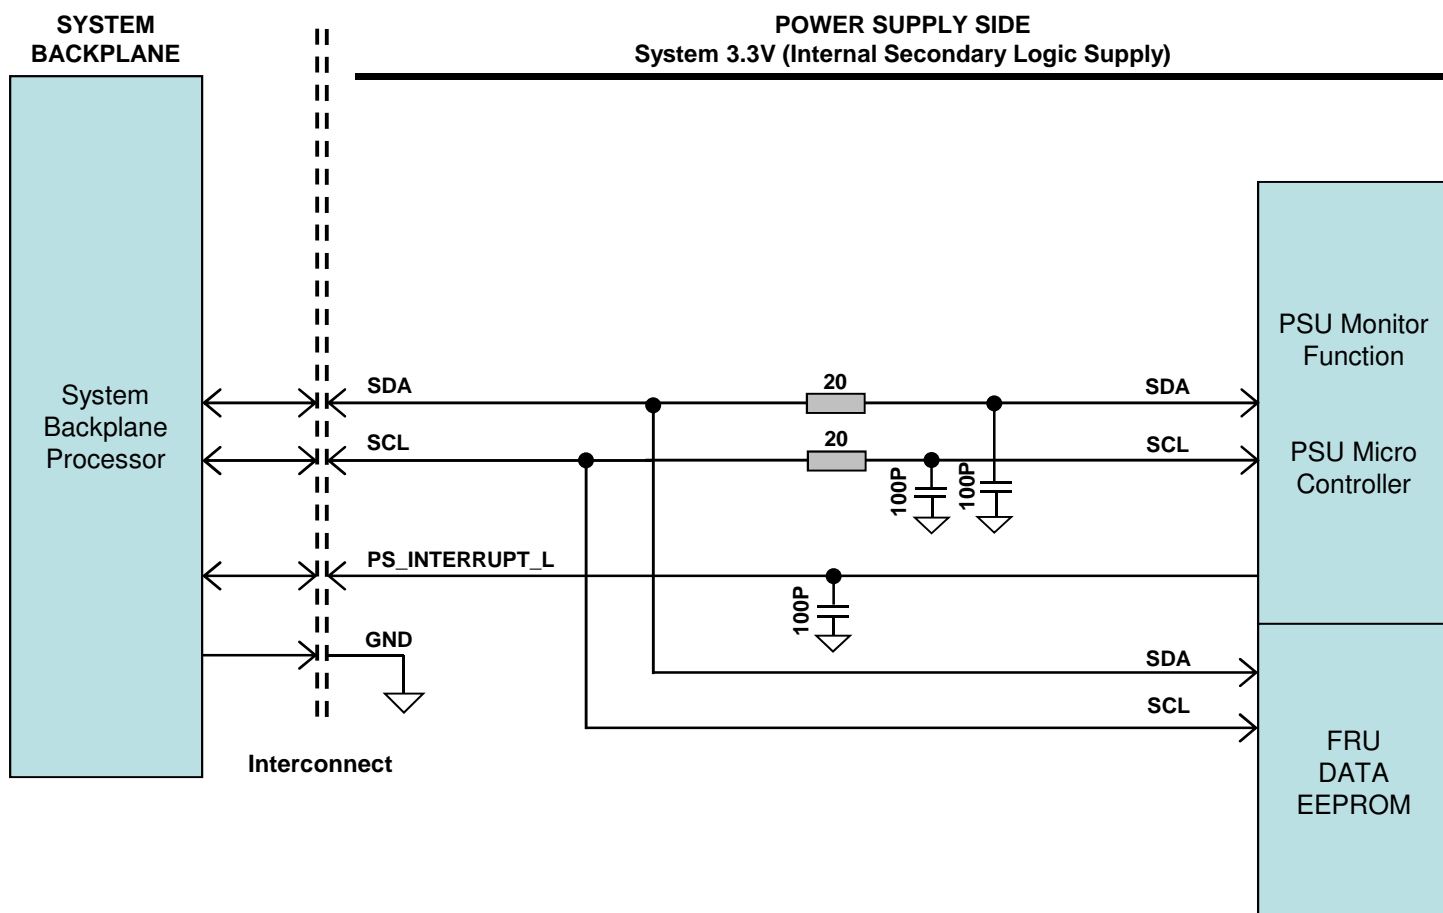 SYSTEM
BACKPLANE
POWER SUPPLY SIDE
System 3.3V (Internal Secondary Logic Supply)
System
Backplane
Processor
SDA
20
SDA
SCL
20
SCL
100P
100P
PS_INTERRUPT_L
100P
GND
SDA
SCL
Interconnect
PSU Monitor
Function
PSU Micro
Controller
FRU
DATA
EEPROM